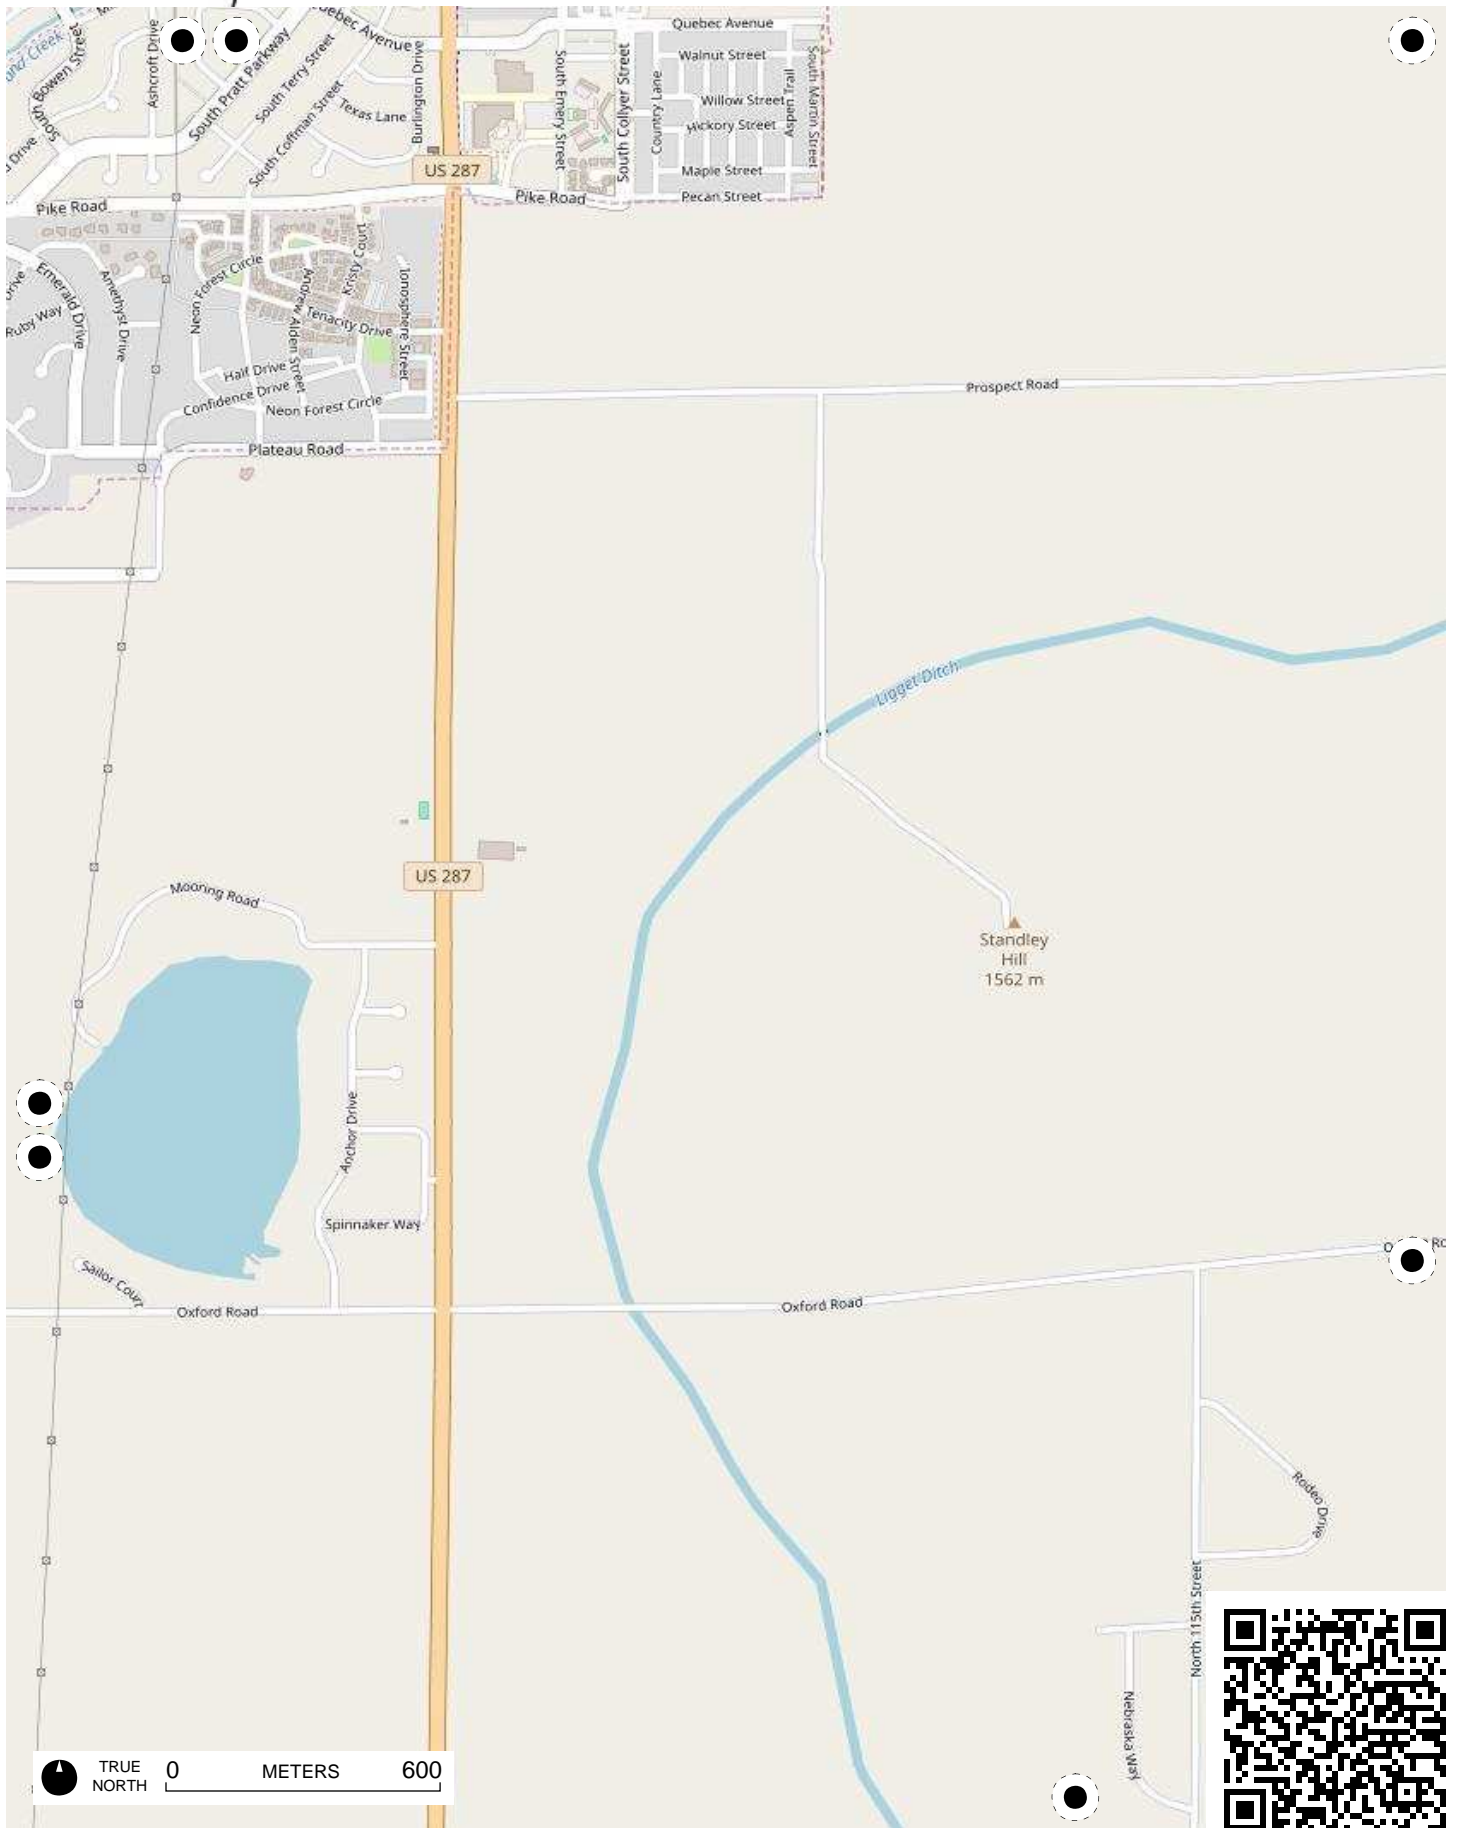 Quebec Avenue
Quebec Avenue
Walnut Street
South Bowen Street
Ashcroft Drive
South Pratt Parkway
South Terry Street
South Coffman Street
Texas Lane
Burlington Drive
South Emery Street
South Collyer Street
Country Lane
Willow Street
Hickory Street
Aspen Trail
South Martin Street
Maple Street
Pecan Street
US 287
Pike Road
Pike Road
Emerald Drive
Ruby Way
Amethyst Drive
Neon Forest Circle
Andrew Alden Street
Kristy Court
Ionosphere Street
Tenacity Drive
Half Drive
Confidence Drive
Neon Forest Circle
Plateau Road
Prospect Road
Ligget Ditch
US 287
Mooring Road
Standley
Hill
1562 m
Anchor Drive
Spinnaker Way
Sailor Court
Oxford Road
Oxford Road
Rodeo Drive
North 115th Street
Nebraska Way
TRUE
NORTH
0 METERS 600